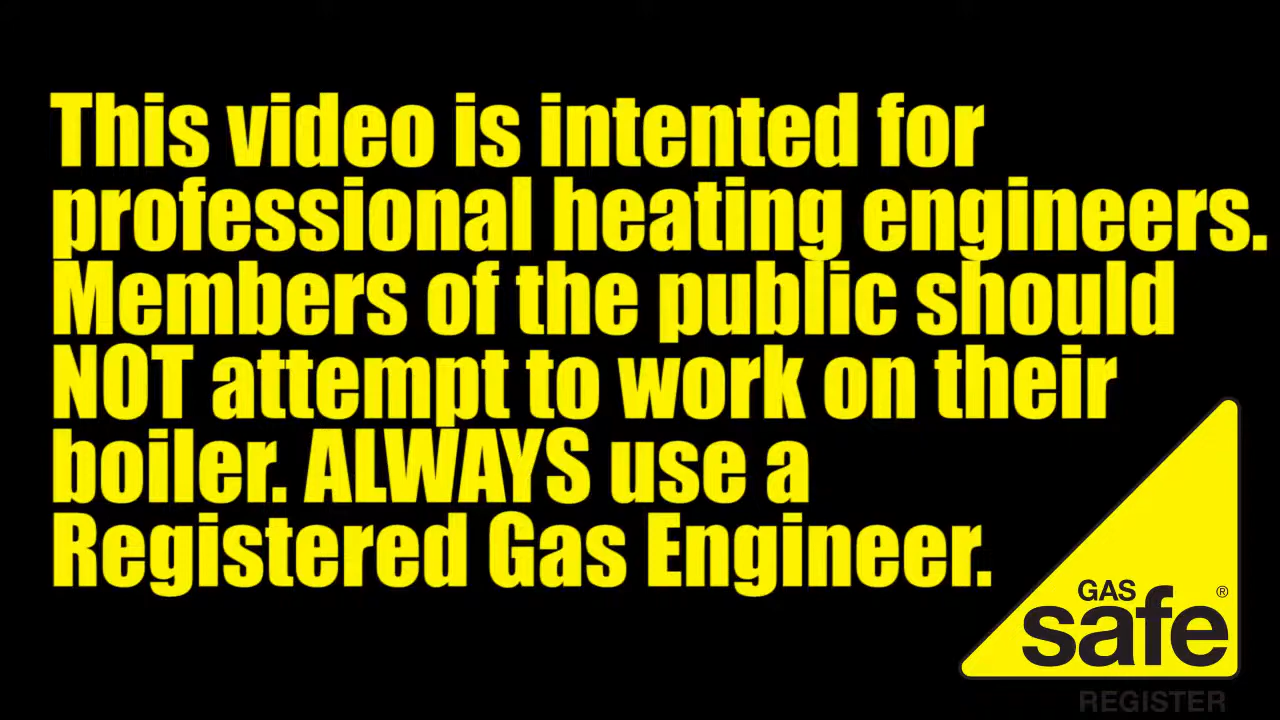 This video is intented for
professional heating engineers.
Members of the public should
NOT attempt to work on their
boiler. ALWAYS use a
Registered Gas Engineer.
GAS
safe®
REGISTER